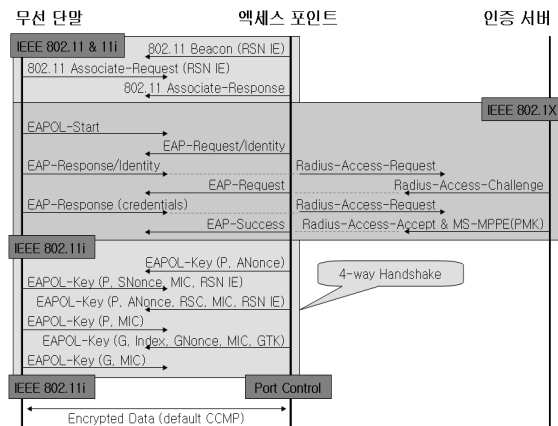 무선 단말
엑세스 포인트
인증 서버
IEEE 802.11 & 11i
802.11 Beacon (RSN IE)
802.11 Associate-Request (RSN IE)
802.11 Associate-Response
IEEE 802.1X
EAPOL-Start
EAP-Request/Identity
EAP-Response/Identity
Radius-Access-Request
EAP-Request
Radius-Access-Challenge
EAP-Response (credentials)
Radius-Access-Request
EAP-Success
Radius-Access-Accept & MS-MPPE(PMK)
IEEE 802.11i
EAPOL-Key (P, ANonce)
4-way Handshake
EAPOL-Key (P, SNonce, MIC, RSN IE)
EAPOL-Key (P, ANonce, RSC, MIC, RSN IE)
EAPOL-Key (P, MIC)
EAPOL-Key (G, Index, GNonce, MIC, GTK)
EAPOL-Key (G, MIC)
IEEE 802.11i
Port Control
Encrypted Data (default CCMP)